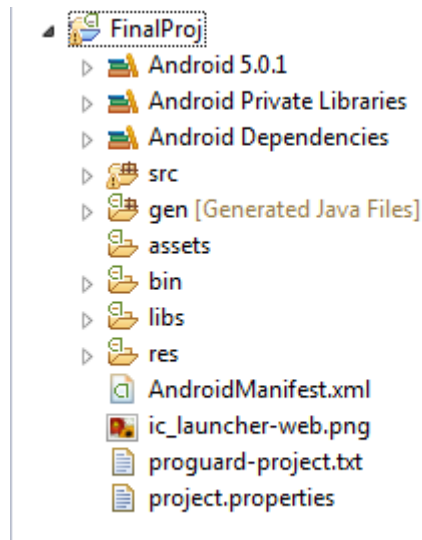 FinalProj
Android 5.0.1
Android Private Libraries
Android Dependencies
src
gen [Generated Java Files]
assets
bin
libs
res
AndroidManifest.xml
ic_launcher-web.png
proguard-project.txt
project.properties